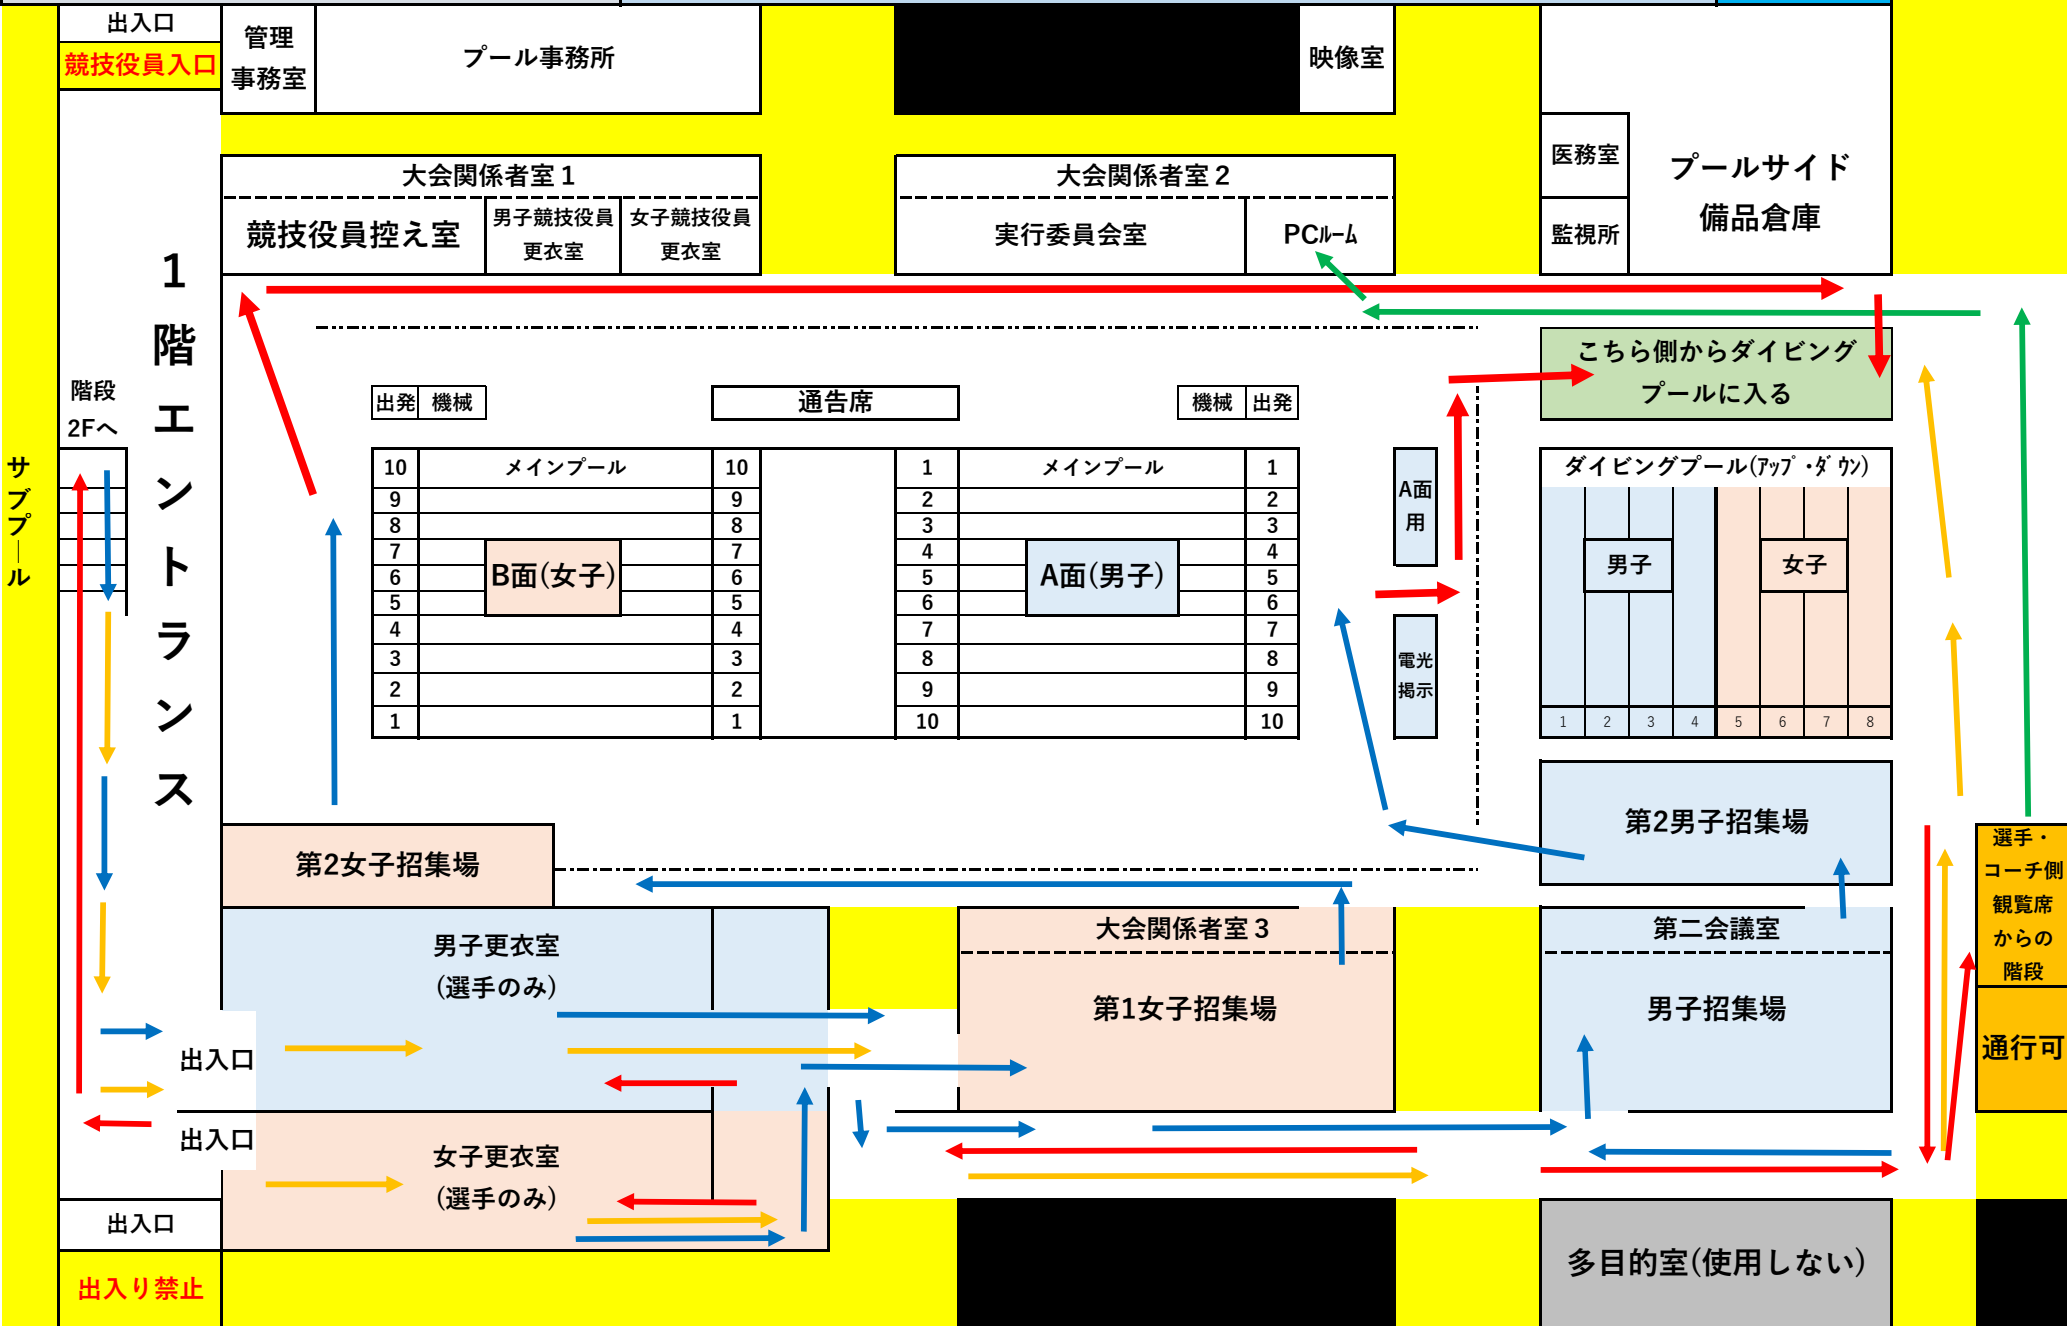 出入口
競技役員入口
管理
事務室
プール事務所
映像室
大会関係者室１
競技役員控え室
男子競技役員
更衣室
女子競技役員
更衣室
大会関係者室２
実行委員会室
PCﾙｰﾑ
医務室
監視所
プールサイド
備品倉庫
1階エントランス
階段
2Fへ
サブプール
こちら側からダイビング
プールに入る
出発
機械
通告席
機械
出発
10 メインプール 10 1 メインプール 1
9 9 2 2
8 8 3 3
7 7 4 4
6 B面(女子) 6 5 A面(男子) 5
5 5 6 6
4 4 7 7
3 3 8 8
2 2 9 9
1 1 10 10
A面
用
電光
掲示
ダイビングプール(ｱｯﾌﾟ・ﾀﾞｳﾝ)
男子
女子
1 2 3 4 5 6 7 8
第2男子招集場
第2女子招集場
選手・
コーチ側
観覧席
からの
階段
通行可
男子更衣室
(選手のみ)
大会関係者室３
第1女子招集場
第二会議室
男子招集場
出入口
出入口
女子更衣室
(選手のみ)
出入口
出入り禁止
多目的室(使用しない)